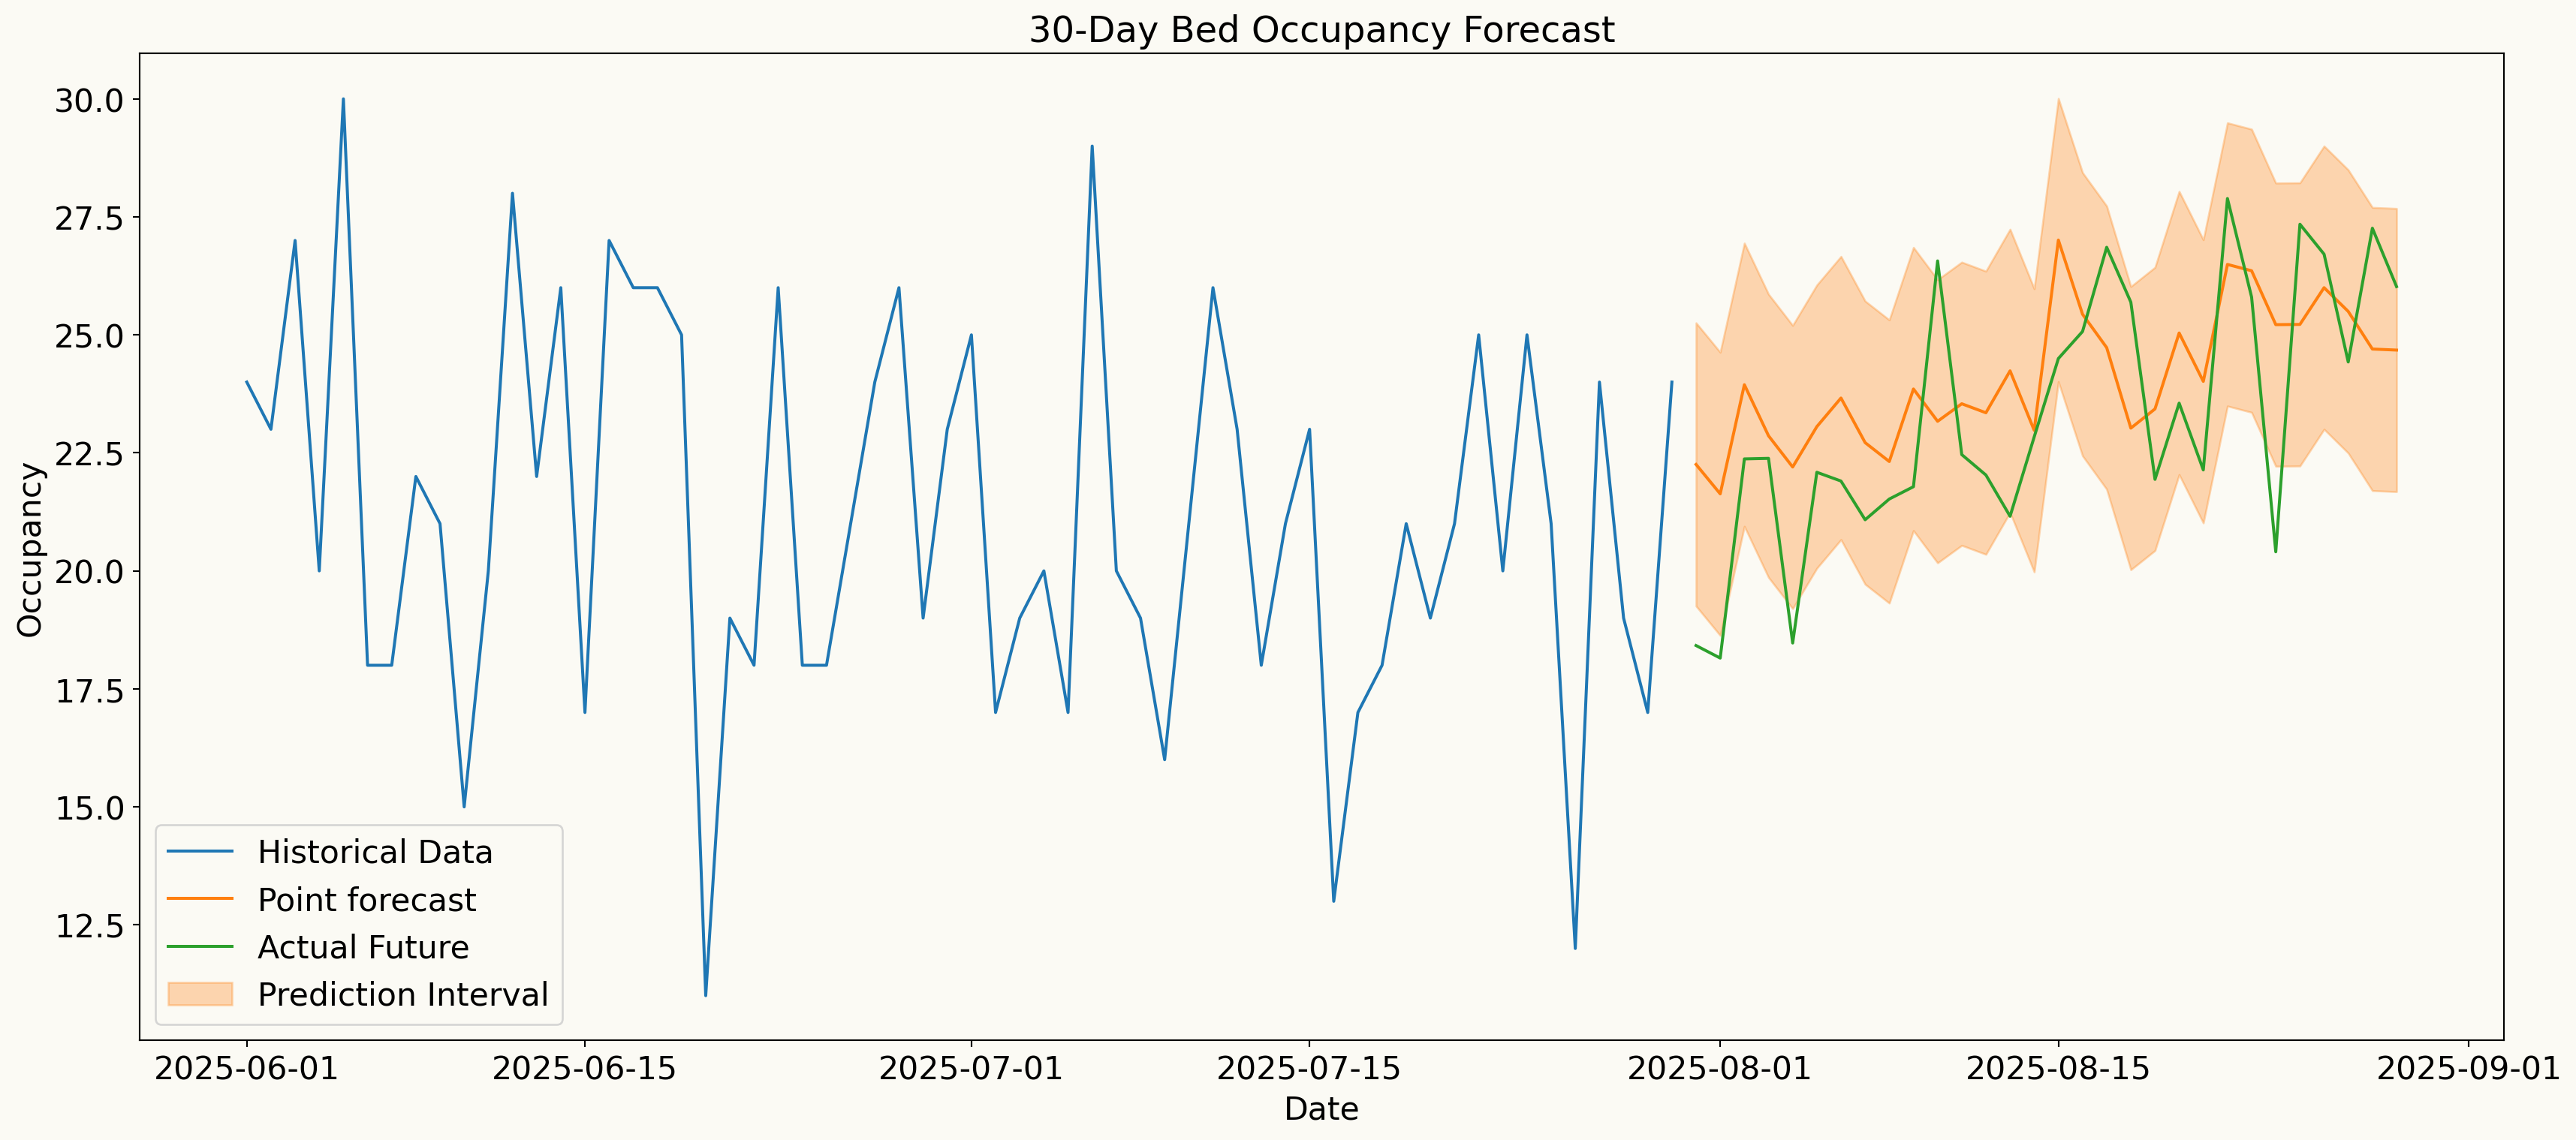 30-Day Bed Occupancy Forecast
Occupancy
30.0
27.5
25.0
22.5
20.0
17.5
15.0
12.5
Historical Data
Point forecast
Actual Future
Prediction Interval
2025-06-01
2025-06-15
2025-07-01
2025-07-15
2025-08-01
2025-08-15
2025-09-01
Date